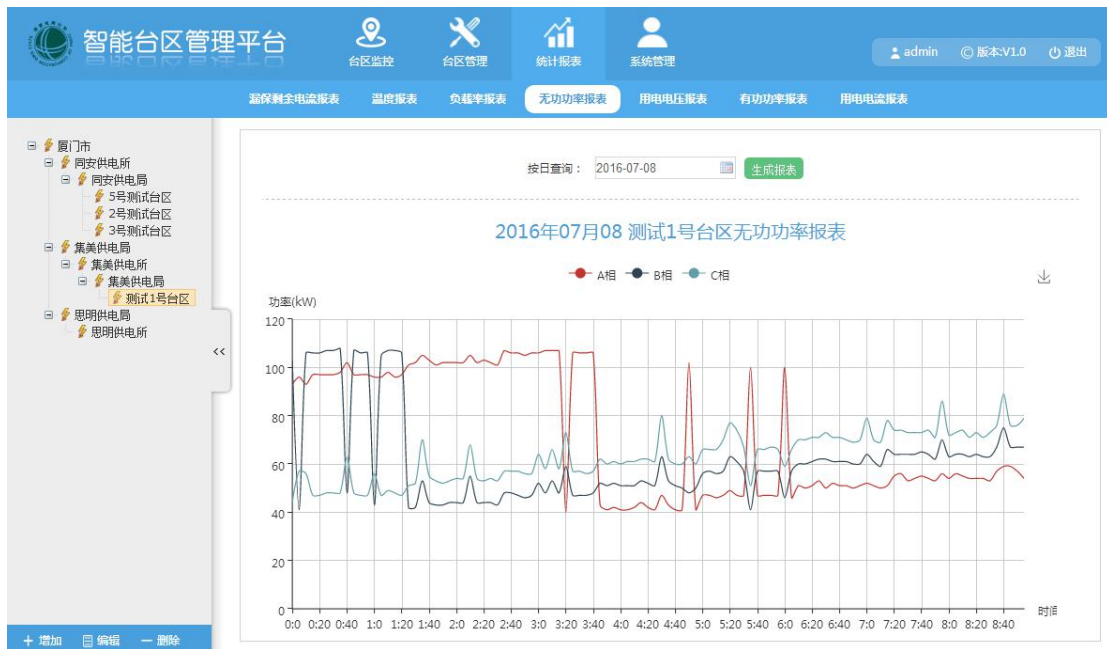 智能台区管理平台
台区监控
台区管理
统计报表
系统管理
admin
© 版本:V1.0
退出
漏保剩余电流报表
温度报表
负载率报表
无功功率报表
用电电压报表
有功功率报表
用电电流报表
厦门市
同安供电所
同安供电局
5号测试台区
2号测试台区
3号测试台区
集美供电局
集美供电所
集美供电局
测试1号台区
思明供电局
思明供电所
<<
+ 增加
编辑
— 删除
按日查询： 2016-07-08 生成报表
2016年07月08 测试1号台区无功功率报表
A相 B相 C相
功率(kW)
120
100
80
60
40
20
0
0:0 0:20 0:40 1:0 1:20 1:40 2:0 2:20 2:40 3:0 3:20 3:40 4:0 4:20 4:40 5:0 5:20 5:40 6:0 6:20 6:40 7:0 7:20 7:40 8:0 8:20 8:40
时间